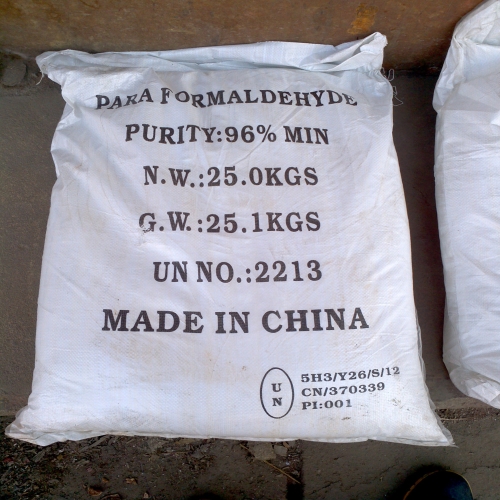 PARA FORMALDEHYDE
PURITY:96% MIN
N.W.:25.0KGS
G.W.:25.1KGS
UN NO.:2213
MADE IN CHINA
UN
5H3/Y26/S/12
CN/370339
PI:001